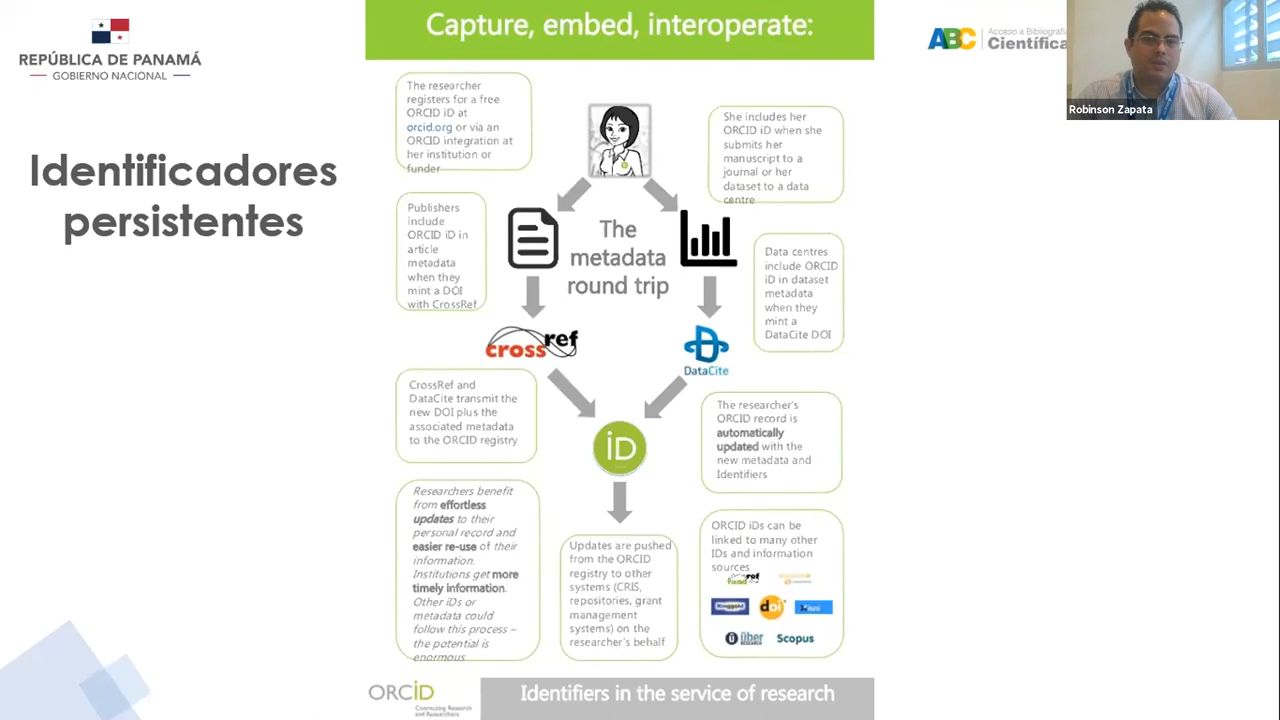 REPÚBLICA DE PANAMÁ
GOBIERNO NACIONAL
Identificadores
persistentes
Capture, embed, interoperate:
ABC
Acceso a Bibliografía
Científica
Robinson Zapata
The researcher
registers for a free
ORCID iD at
orcid.org or via an
ORCID integration at
her institution or
funder
She includes her
ORCID iD when she
submits her
manuscript to a
journal or her
dataset to a data
centre
Publishers
include
ORCID iD in
article
metadata
when they
mint a DOI
with CrossRef
The
metadata
round trip
Data centres
include ORCID
iD in dataset
metadata
when they
mint a
DataCite DOI
crossref
DataCite
CrossRef and
DataCite transmit the
new DOI plus the
associated metadata
to the ORCID registry
iD
The researcher's
ORCID record is
automatically
updated with the
new metadata and
Identifiers
Researchers benefit
from effortless
updates to their
personal record and
easier re-use of their
information.
Institutions get more
timely information.
Other iDs or
metadata could
follow this process –
the potential is
enormous
Updates are pushed
from the ORCID
registry to other
systems (CRIS,
repositories, grant
management
systems) on the
researcher's behalf
ORCID iDs can be
linked to many other
IDs and information
sources
Ringgold
doi
isni
über
RESEARCH
Scopus
ORCID
Connecting Research
and Researchers
Identifiers in the service of research